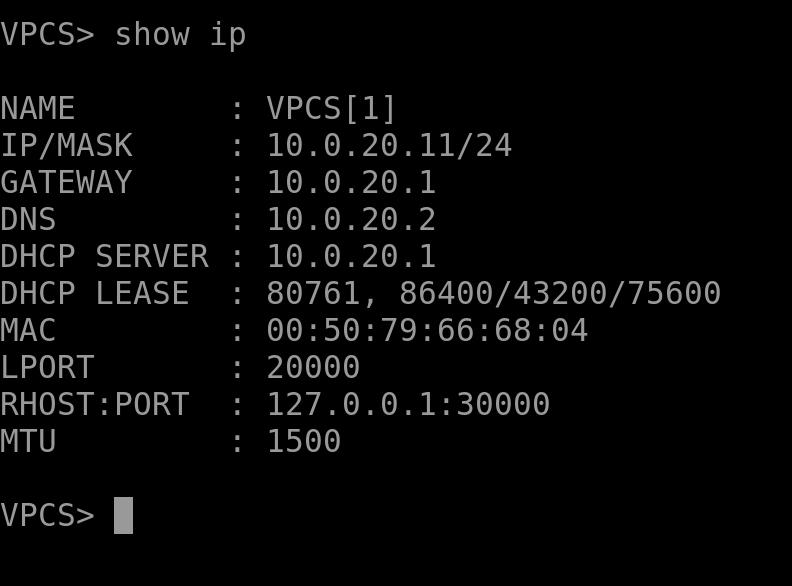 VPCS> show ip
NAME        : VPCS[1]
IP/MASK     : 10.0.20.11/24
GATEWAY     : 10.0.20.1
DNS         : 10.0.20.2
DHCP SERVER : 10.0.20.1
DHCP LEASE  : 80761, 86400/43200/75600
MAC         : 00:50:79:66:68:04
LPORT       : 20000
RHOST:PORT  : 127.0.0.1:30000
MTU         : 1500
VPCS>